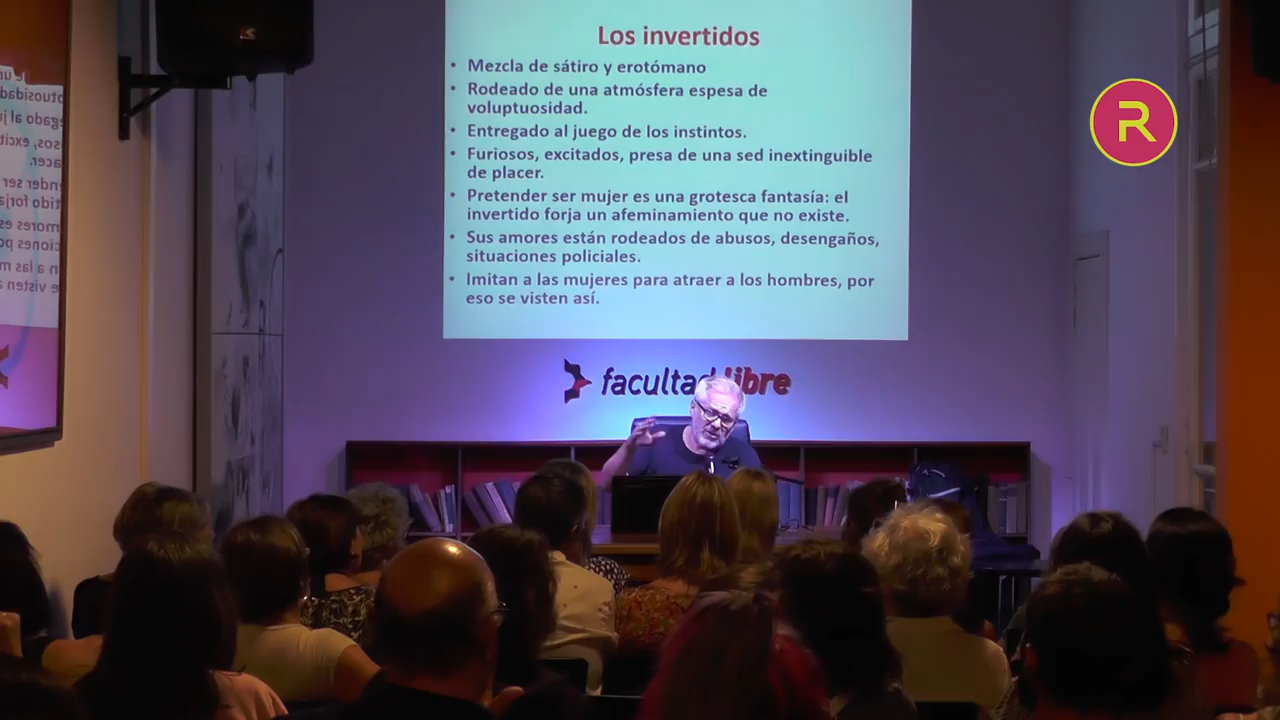 Los invertidos
• Mezcla de sátiro y erotómano
• Rodeado de una atmósfera espesa de
voluptuosidad.
• Entregado al juego de los instintos.
• Furiosos, excitados, presa de una sed inextinguible
de placer.
• Pretender ser mujer es una grotesca fantasía: el
invertido forja un afeminamiento que no existe.
• Sus amores están rodeados de abusos, desengaños,
situaciones policiales.
• Imitan a las mujeres para atraer a los hombres, por
eso se visten así.
R
facultad libre